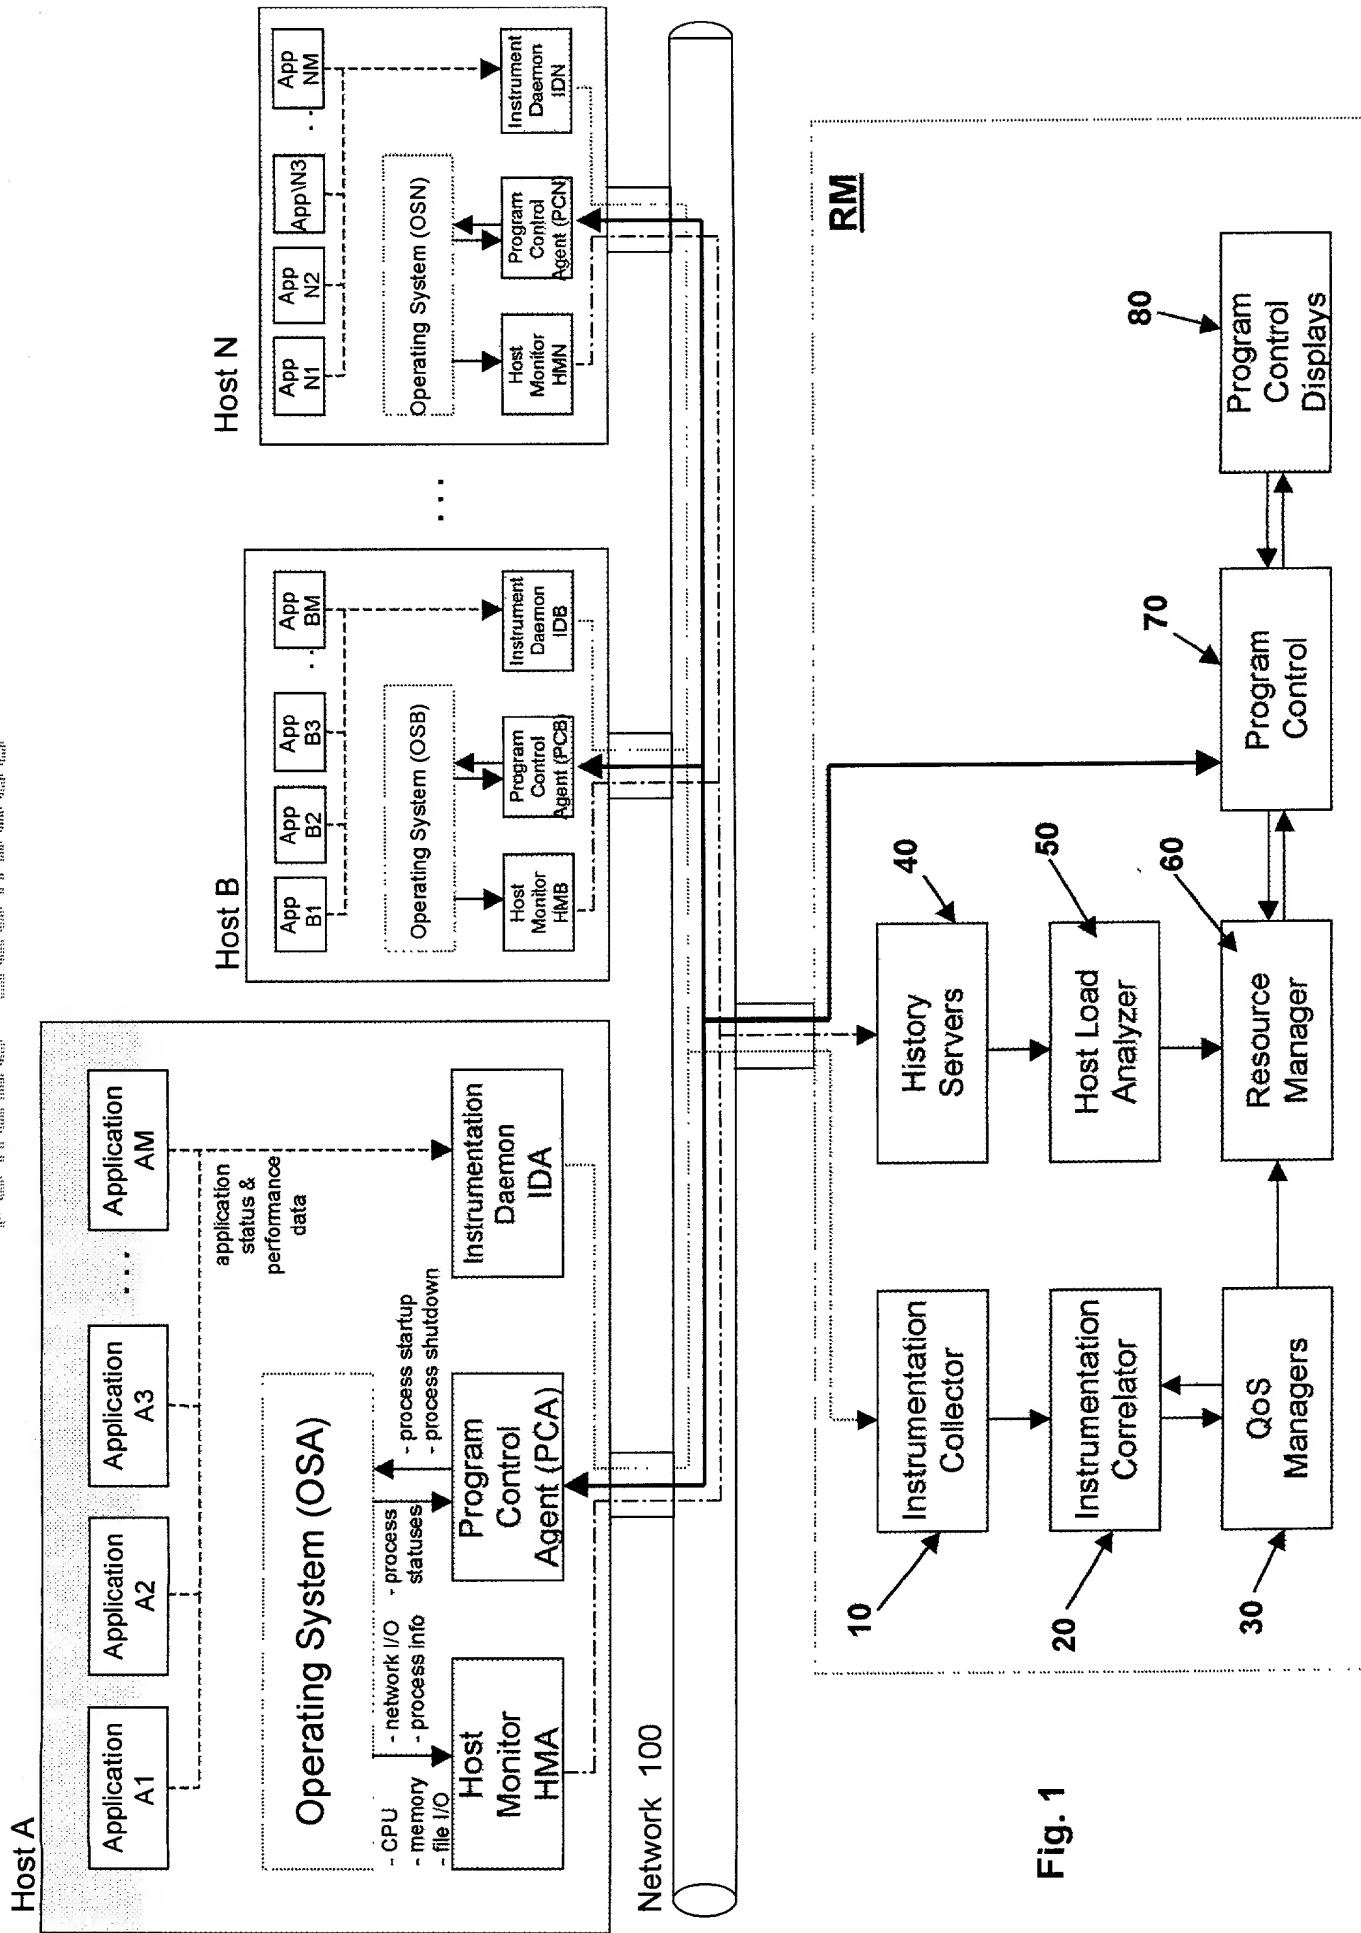 Host A
Application
A1
Application
A2
Application
A3
. . .
Application
AM
application
status &
performance
data
Operating System (OSA)
- CPU
- memory
- file I/O
- network I/O
- process info
- process
statuses
- process startup
- process shutdown
Host
Monitor
HMA
Program
Control
Agent (PCA)
Instrumentation
Daemon
IDA
Host B
App
B1
App
B2
App
B3
. .
App
BM
Operating System (OSB)
Host
Monitor
HMB
Program
Control
Agent (PCB)
Instrument
Daemon
IDB
. . .
Host N
App
N1
App
N2
App\N3
. .
App
NM
Operating System (OSN)
Host
Monitor
HMN
Program
Control
Agent (PCN)
Instrument
Daemon
IDN
Network 100
RM
10
Instrumentation
Collector
20
Instrumentation
Correlator
30
QoS
Managers
40
History
Servers
50
Host Load
Analyzer
60
Resource
Manager
70
Program
Control
80
Program
Control
Displays
Fig. 1